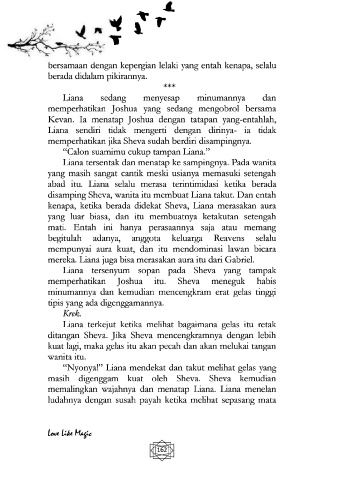 bersamaan dengan kepergian lelaki yang entah kenapa, selalu
berada didalam pikirannya.
***
Liana sedang menyesap minumannya dan
memperhatikan Joshua yang sedang mengobrol bersama
Kevan. Ia menatap Joshua dengan tatapan yang-entahlah,
Liana sendiri tidak mengerti dengan dirinya- ia tidak
memperhatikan jika Sheva sudah berdiri disampingnya.
“Calon suamimu cukup tampan Liana.”
Liana tersentak dan menatap ke sampingnya. Pada wanita
yang masih sangat cantik meski usianya memasuki setengah
abad itu. Liana selalu merasa terintimidasi ketika berada
disamping Sheva, wanita itu membuat Liana takut. Dan entah
kenapa, ketika berada didekat Sheva, Liana merasakan aura
yang luar biasa, dan itu membuatnya ketakutan setengah
mati. Entah ini hanya perasaannya saja atau memang
begitulah adanya, anggota keluarga Reavens selalu
mempunyai aura kuat, dan itu mendominasi lawan bicara
mereka. Liana juga bisa merasakan aura itu dari Gabriel.
Liana tersenyum sopan pada Sheva yang tampak
memperhatikan Joshua itu. Sheva meneguk habis
minumannya dan kemudian mencengkram erat gelas tinggi
tipis yang ada digenggamannya.
Krek.
Liana terkejut ketika melihat bagaimana gelas itu retak
ditangan Sheva. Jika Sheva mencengkramnya dengan lebih
kuat lagi, maka gelas itu akan pecah dan akan melukai tangan
wanita itu.
“Nyonya!” Liana mendekat dan takut melihat gelas yang
masih digenggam kuat oleh Sheva. Sheva kemudian
memalingkan wajahnya dan menatap Liana. Liana menelan
ludahnya dengan susah payah ketika melihat sepasang mata
Love Like Magic
162